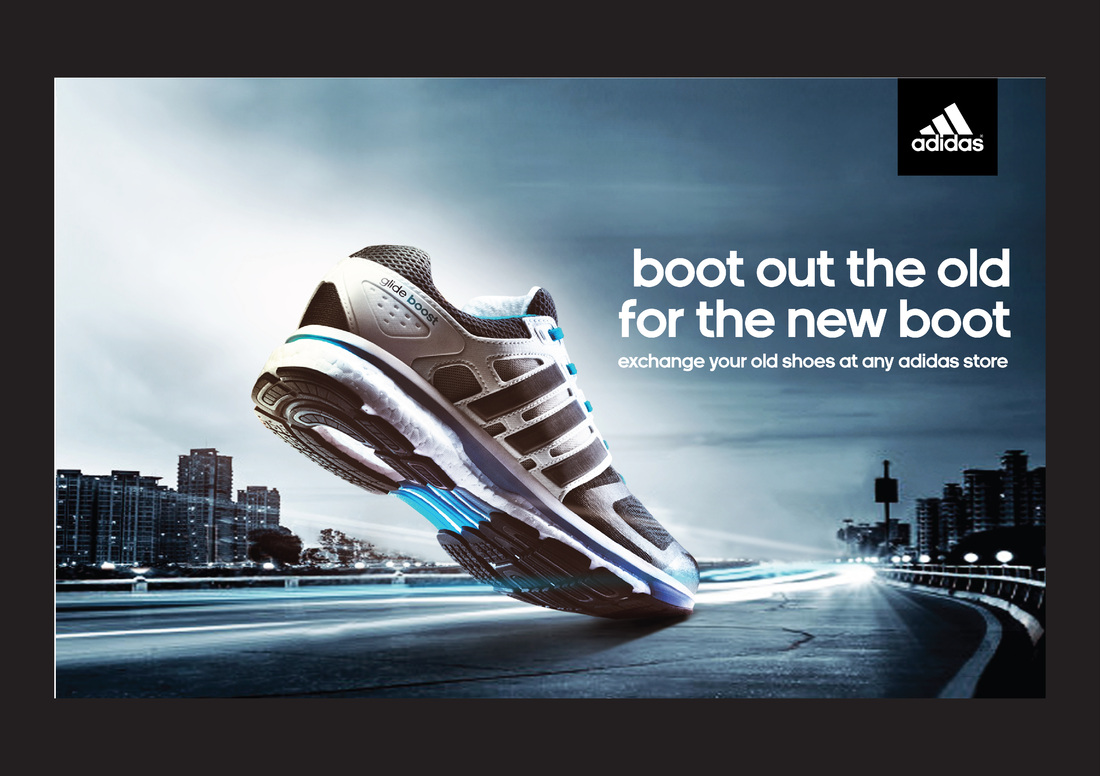 adidas
boot out the old
for the new boot
exchange your old shoes at any adidas store
glide boost